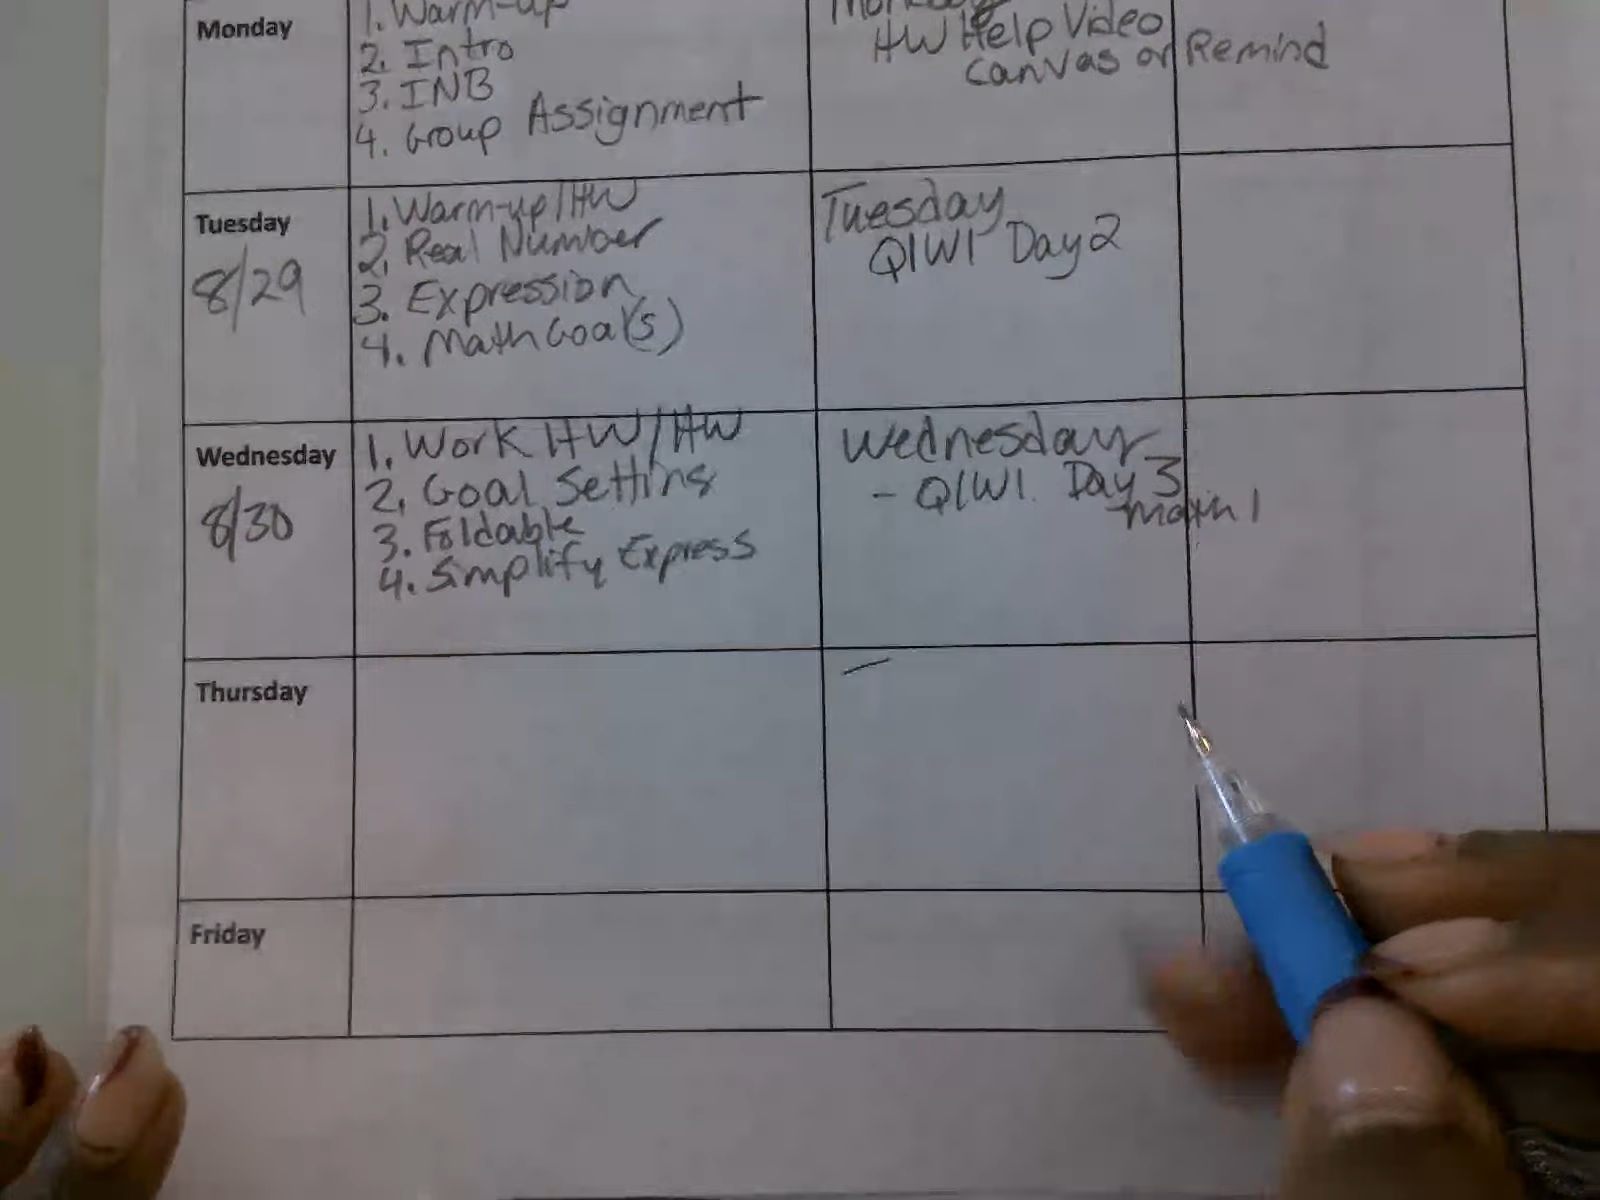 Monday
1. Warm-up
2. Intro
3. INB
4. Group Assignment
Monday
HW Help Video
Canvas or Remind
Tuesday
8/29
1. Warm-up/HW
2. Real Number
3. Expression
4. Math Goal(s)
Tuesday
Q1W1 Day 2
Wednesday
8/30
1. Work HW/HW
2. Goal Setting
3. Foldable
4. Simplify Express
Wednesday
- Q1W1. Day 3
Math 1
Thursday
Friday